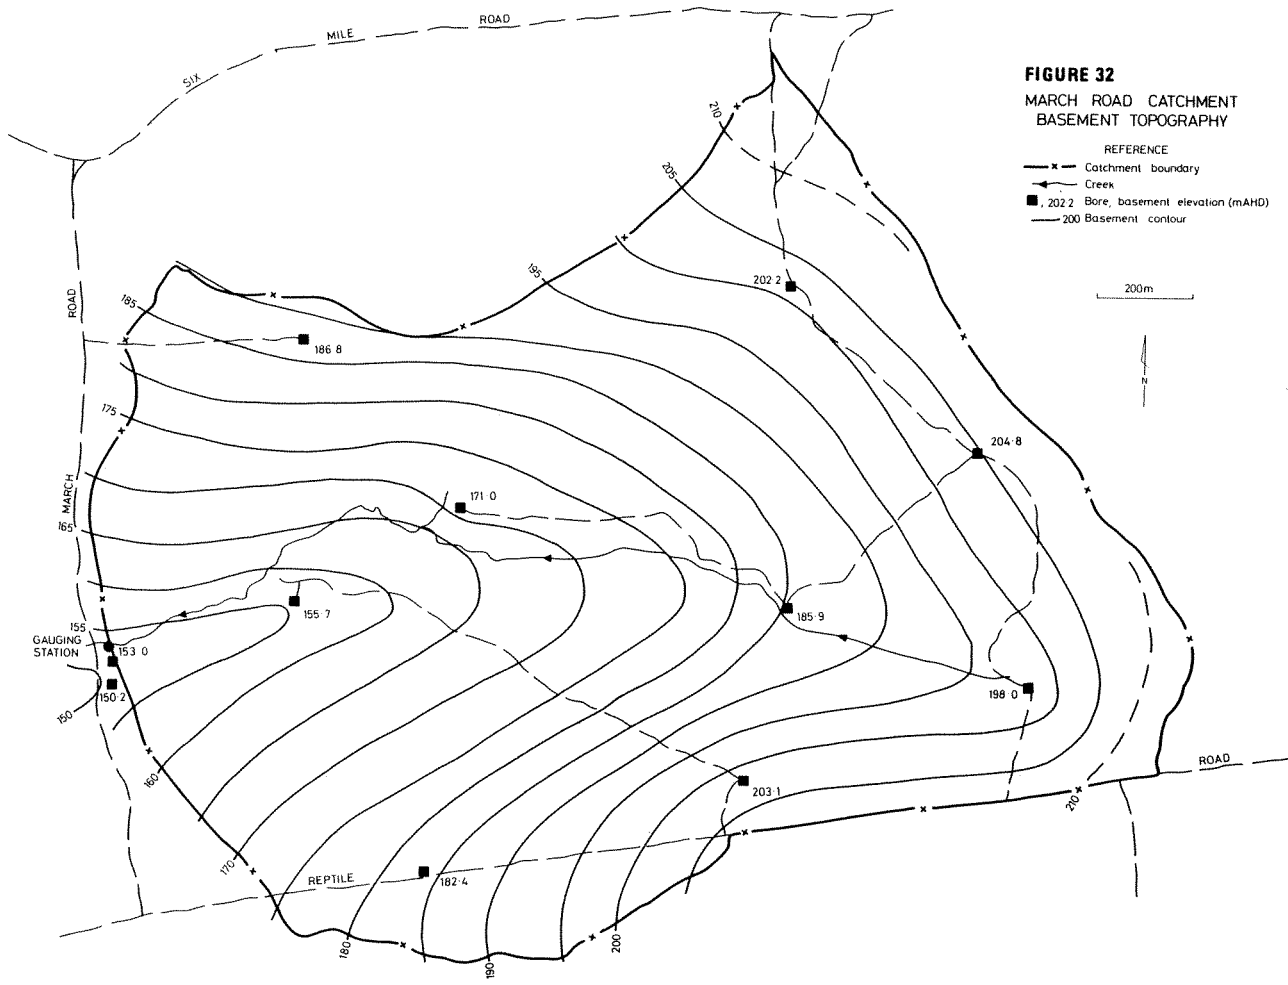 SIX MILE ROAD
FIGURE 32
MARCH ROAD CATCHMENT
BASEMENT TOPOGRAPHY
REFERENCE
Catchment boundary
Creek
, 202·2 Bore, basement elevation (mAHD)
200 Basement contour
200m
N
210
205
195
202·2
185
186·8
ROAD
175
204·8
MARCH
171·0
165
155·7
185·9
155
GAUGING
STATION
153·0
150·2
198·0
150
160
203·1
ROAD
210
170
REPTILE
182·4
180
190
200